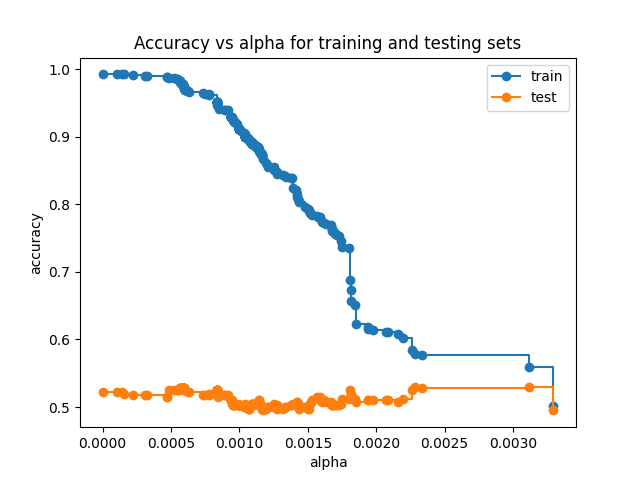 Accuracy vs alpha for training and testing sets
1.0
0.9
0.8
0.7
0.6
0.5
accuracy
train
test
0.0000 0.0005 0.0010 0.0015 0.0020 0.0025 0.0030
alpha